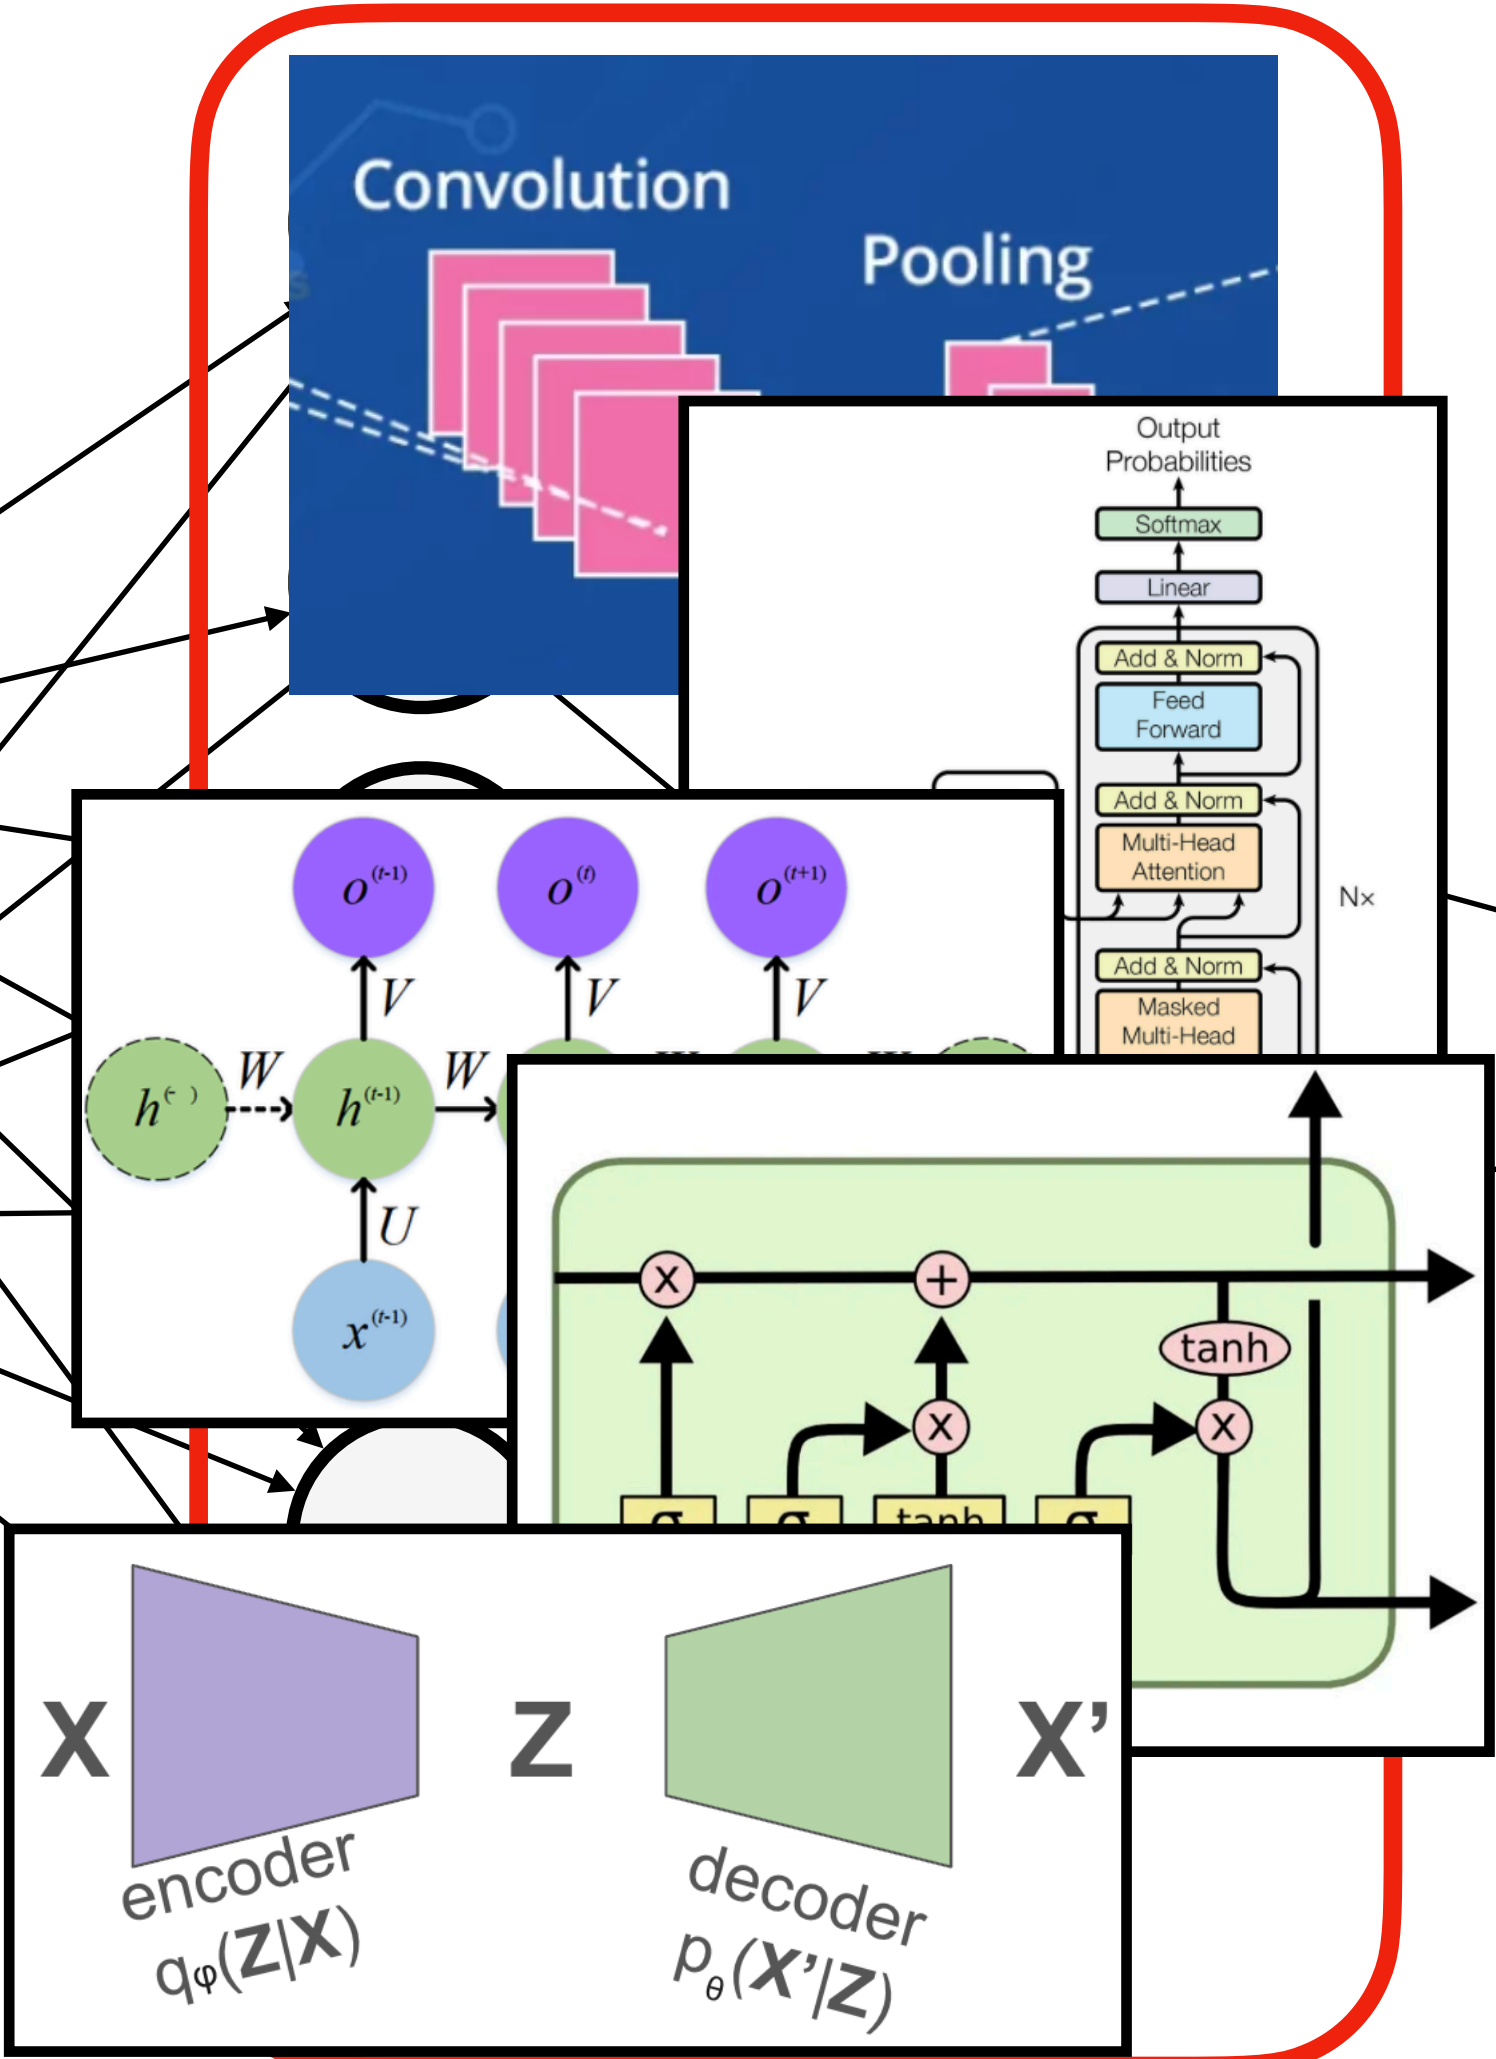 Convolution
Pooling
Output
Probabilities
Softmax
Linear
Add & Norm
Feed
Forward
Add & Norm
Multi-Head
Attention
N×
Add & Norm
Masked
Multi-Head
o(t-1)
o(t)
o(t+1)
V
V
V
h(- )
W
h(t-1)
W
U
x(t-1)
x
+
tanh
x
x
σ
σ
tanh
σ
X
Z
X’
encoder
qφ(Z|X)
decoder
pθ(X’|Z)